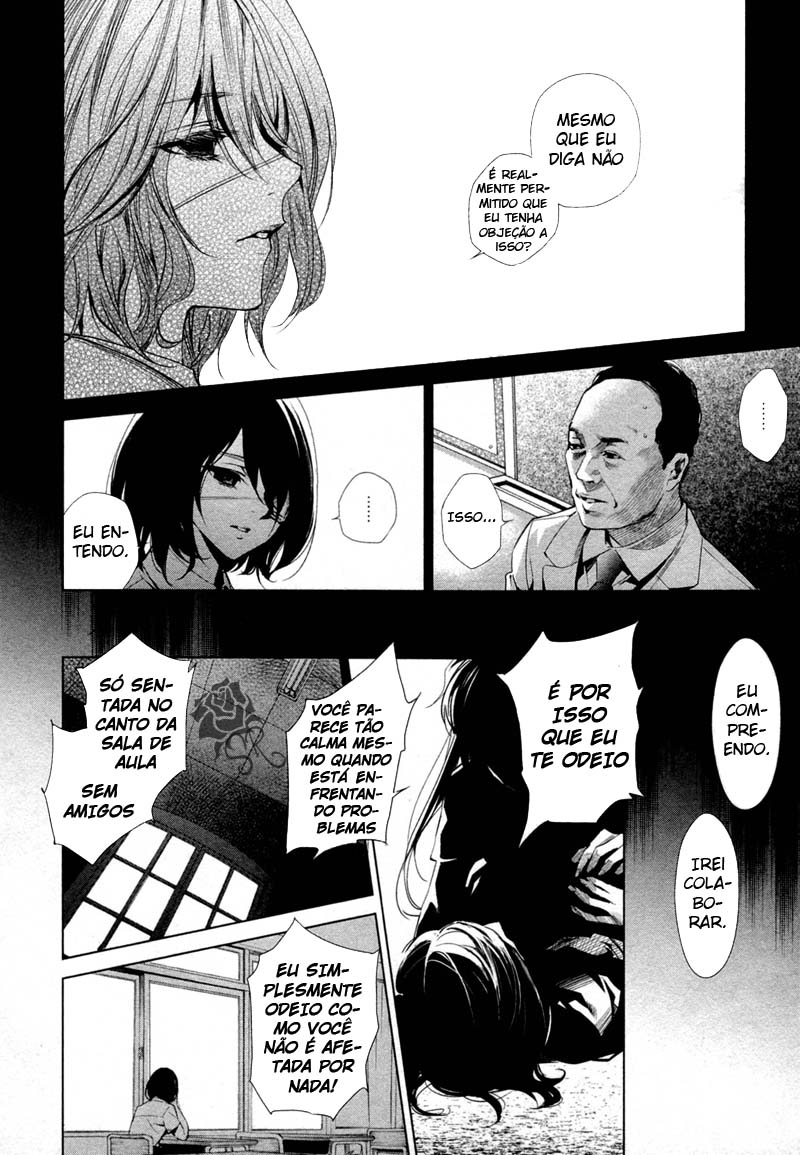 MESMO
QUE EU
DIGA NÃO
É REAL-
MENTE PER-
MITIDO QUE
EU TENHA
OBJEÇÃO A
ISSO?
......
ISSO...
......
EU EN-
TENDO.
EU
COM-
PRE-
ENDO.
IREI
COLA-
BO-
RAR.
É POR
ISSO
QUE EU
TE ODEIO
VOCÊ PA-
RECE TÃO
CALMA MES-
MO QUANDO
ESTÁ EN-
FRENTAN-
DO PRO-
BLEMAS
SÓ SEN-
TADA NO
CANTO DA
SALA DE
AULA
SEM
AMIGOS
EU SIM-
PLESMENTE
ODEIO CO-
MO VOCÊ
NÃO É AFE-
TADA POR
NADA!